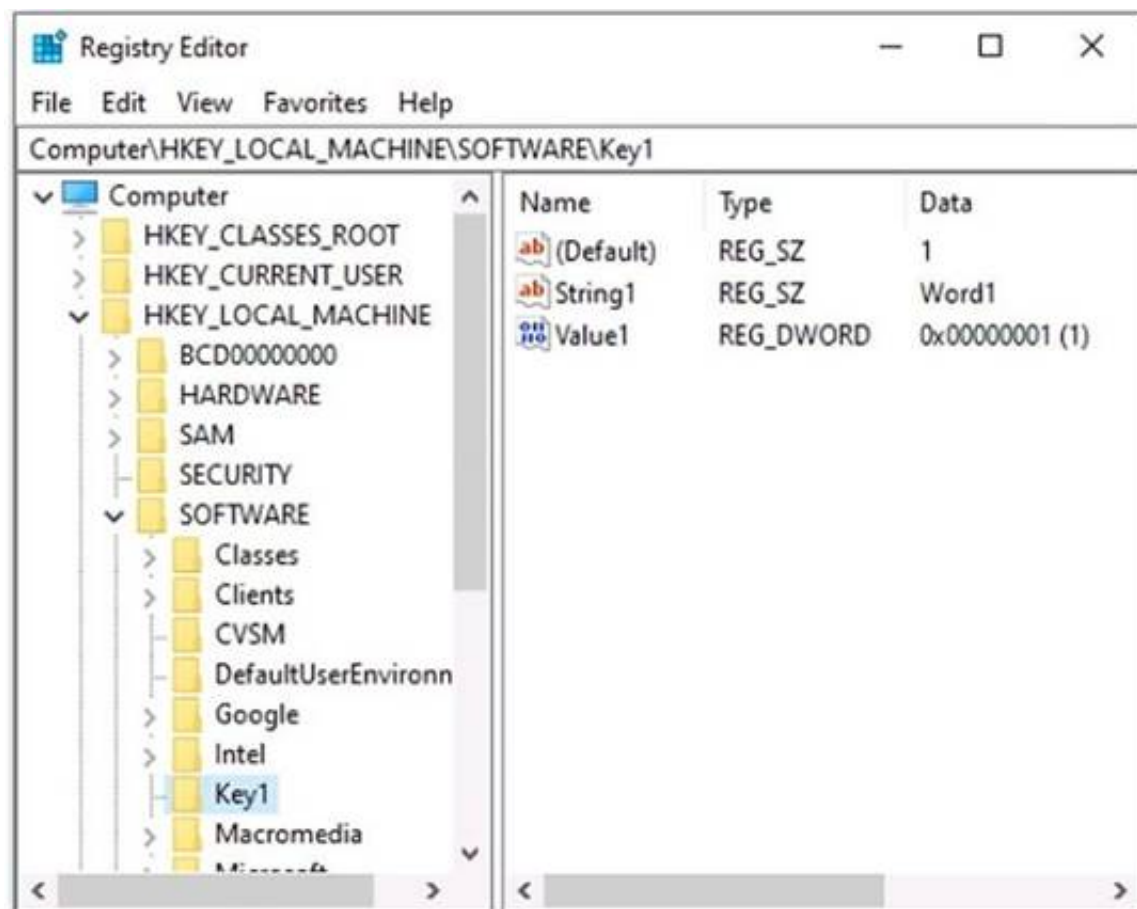 Registry Editor
File Edit View Favorites Help
Computer\HKEY_LOCAL_MACHINE\SOFTWARE\Key1
Computer
HKEY_CLASSES_ROOT
HKEY_CURRENT_USER
HKEY_LOCAL_MACHINE
BCD00000000
HARDWARE
SAM
SECURITY
SOFTWARE
Classes
Clients
CVSM
DefaultUserEnvironn
Google
Intel
Key1
Macromedia
Name Type Data
(Default) REG_SZ 1
String1 REG_SZ Word1
Value1 REG_DWORD 0x00000001 (1)